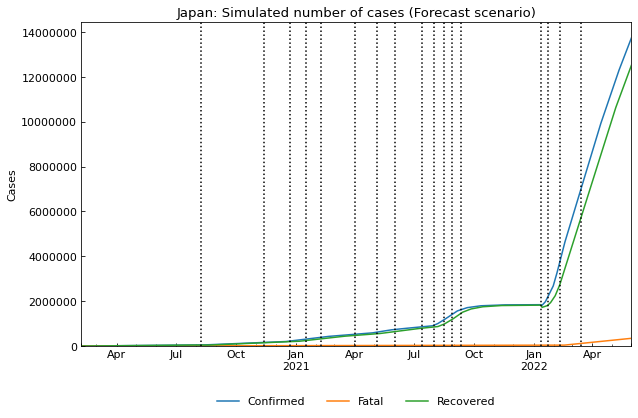 Japan: Simulated number of cases (Forecast scenario)
14000000
12000000
10000000
8000000
6000000
4000000
2000000
0
Cases
Apr Jul Oct Jan Apr Jul Oct Jan Apr
2021 2022
Confirmed Fatal Recovered